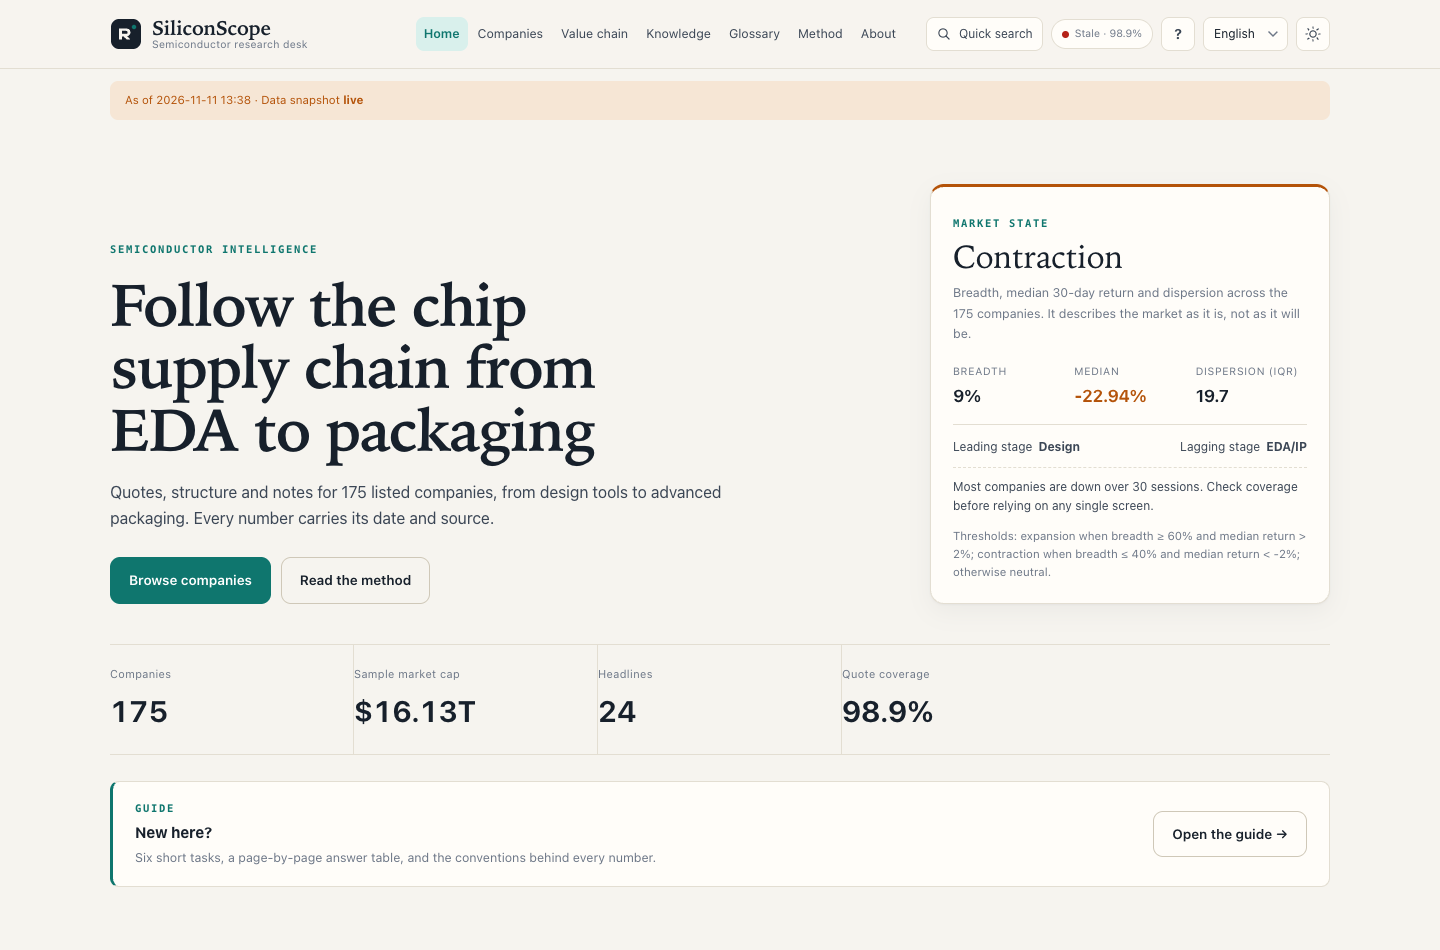 R
SiliconScope
Semiconductor research desk
Home
Companies
Value chain
Knowledge
Glossary
Method
About
Quick search
Stale · 98.9%
?
English
As of 2026-11-11 13:38 · Data snapshot live
SEMICONDUCTOR INTELLIGENCE
Follow the chip
supply chain from
EDA to packaging
Quotes, structure and notes for 175 listed companies, from design tools to advanced
packaging. Every number carries its date and source.
Browse companies
Read the method
MARKET STATE
Contraction
Breadth, median 30-day return and dispersion across the
175 companies. It describes the market as it is, not as it will
be.
BREADTH
9%
MEDIAN
-22.94%
DISPERSION (IQR)
19.7
Leading stage Design
Lagging stage EDA/IP
Most companies are down over 30 sessions. Check coverage
before relying on any single screen.
Thresholds: expansion when breadth ≥ 60% and median return >
2%; contraction when breadth ≤ 40% and median return < -2%;
otherwise neutral.
Companies
175
Sample market cap
$16.13T
Headlines
24
Quote coverage
98.9%
GUIDE
New here?
Six short tasks, a page-by-page answer table, and the conventions behind every number.
Open the guide →